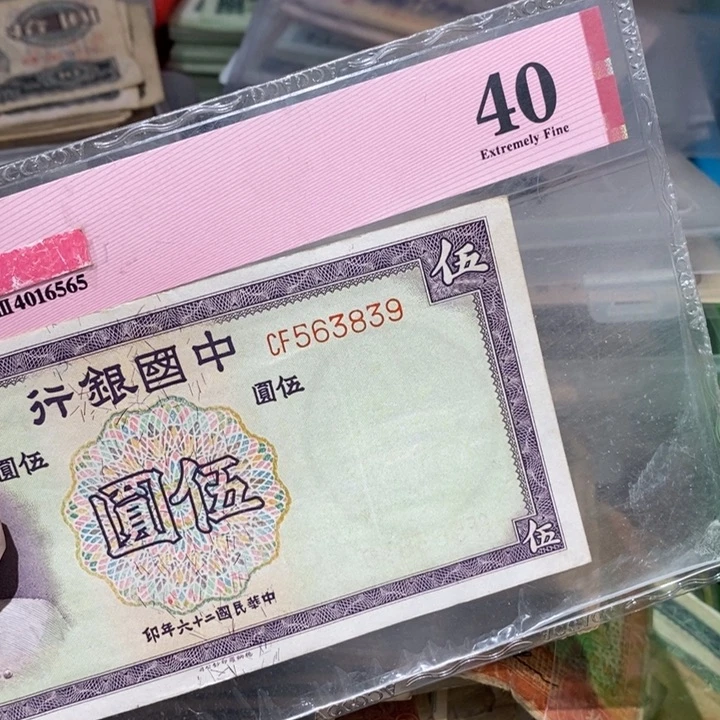 40
Extremely Fine
4016565
伍
CF563839
中國銀行
伍圓
伍圓
伍圓
伍
中華民國二十六年印